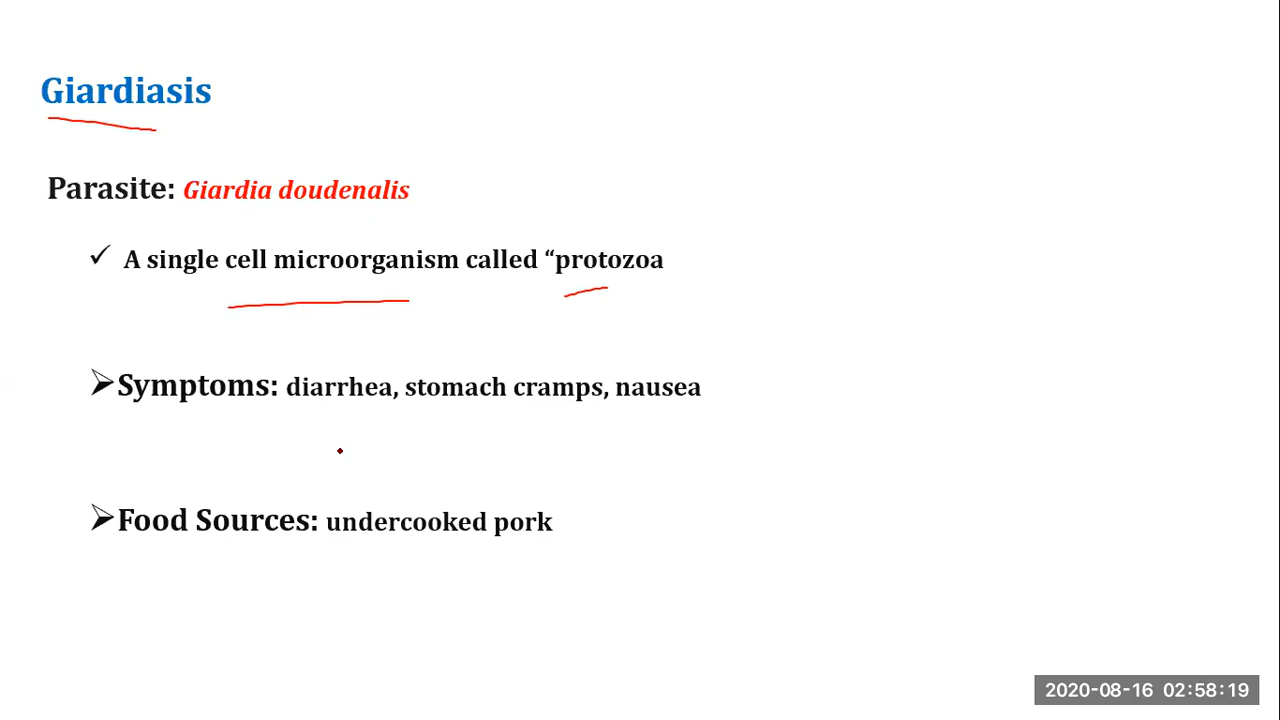 Giardiasis
Parasite: Giardia doudenalis
✓ A single cell microorganism called “protozoa
➢Symptoms: diarrhea, stomach cramps, nausea
➢Food Sources: undercooked pork
2020-08-16 02:58:19